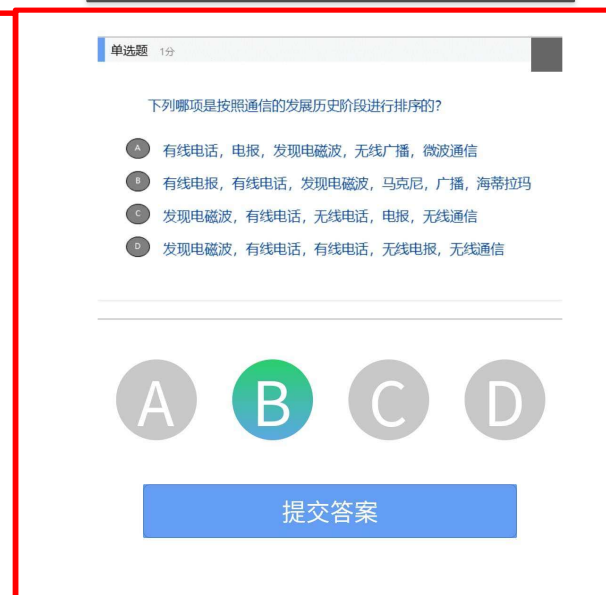 单选题 1分
下列哪项是按照通信的发展历史阶段进行排序的?
A 有线电话，电报，发现电磁波，无线广播，微波通信
B 有线电报，有线电话，发现电磁波，马克尼，广播，海蒂拉玛
C 发现电磁波，有线电话，无线电话，电报，无线通信
D 发现电磁波，有线电话，有线电话，无线电报，无线通信
A B C D
提交答案